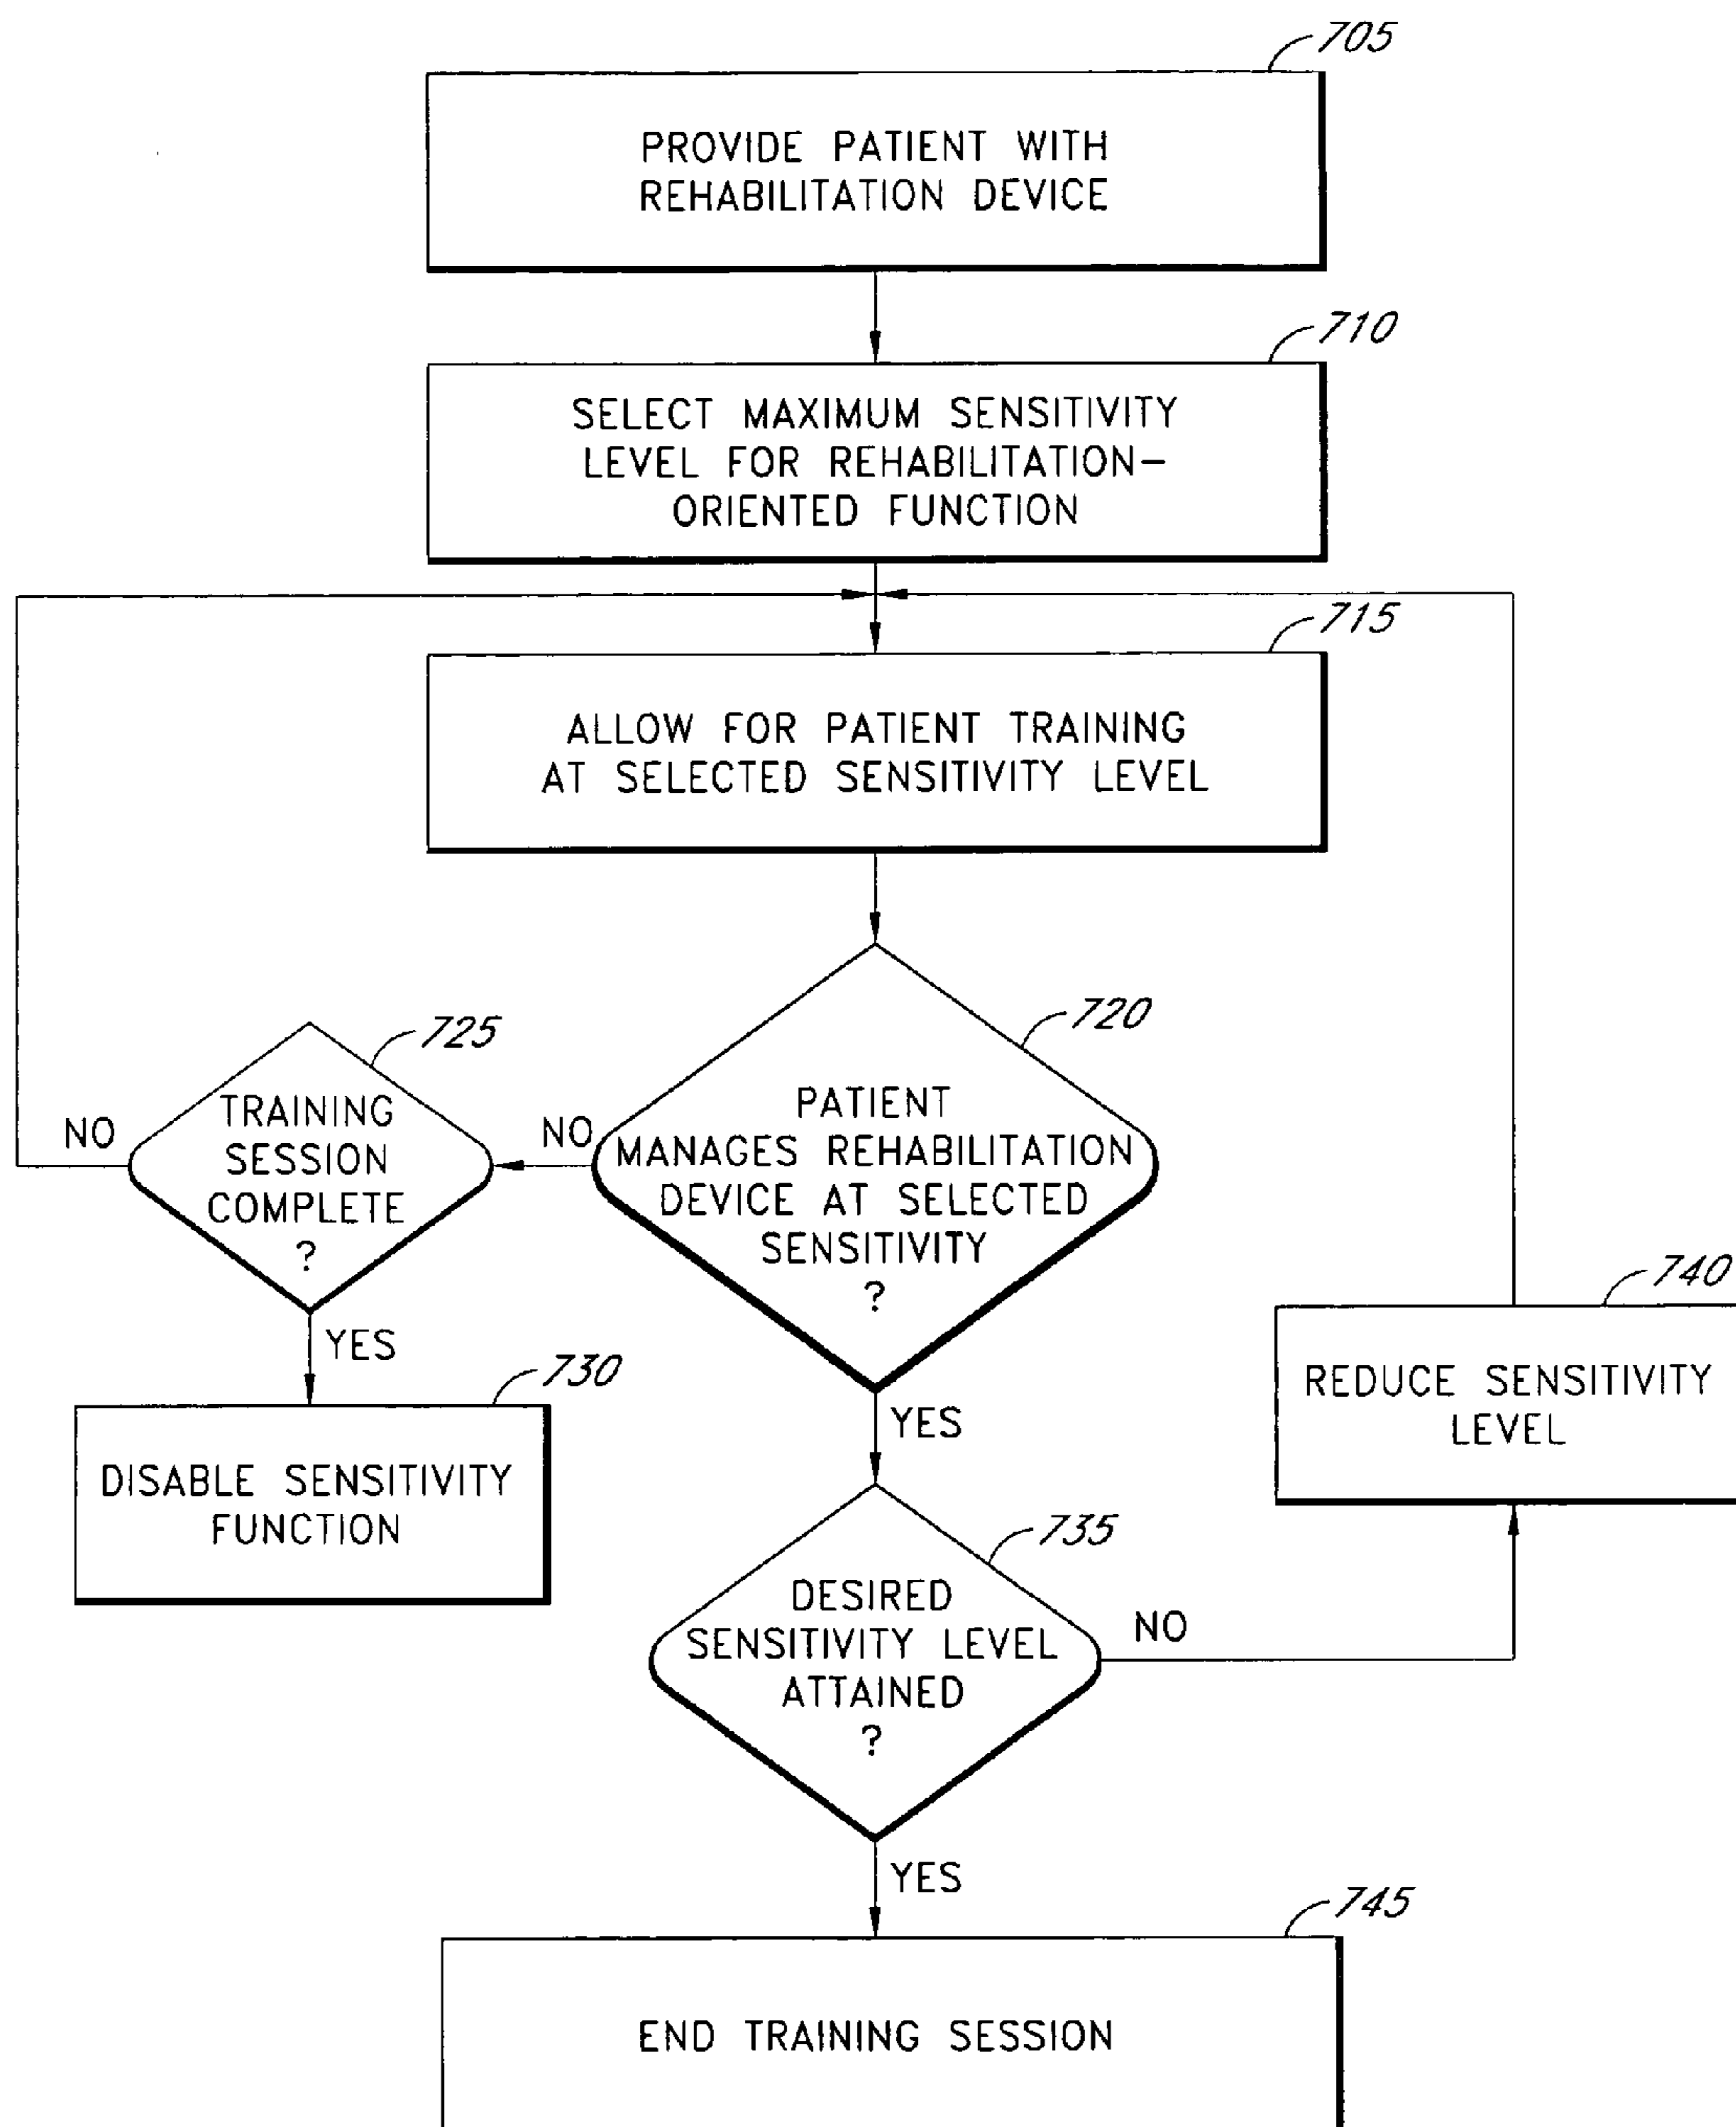 705
PROVIDE PATIENT WITH
REHABILITATION DEVICE
710
SELECT MAXIMUM SENSITIVITY
LEVEL FOR REHABILITATION-
ORIENTED FUNCTION
715
ALLOW FOR PATIENT TRAINING
AT SELECTED SENSITIVITY LEVEL
720
PATIENT
MANAGES REHABILITATION
DEVICE AT SELECTED
SENSITIVITY
?
NO
725
TRAINING
SESSION
COMPLETE
?
NO
YES
730
DISABLE SENSITIVITY
FUNCTION
YES
735
DESIRED
SENSITIVITY LEVEL
ATTAINED
?
NO
740
REDUCE SENSITIVITY
LEVEL
YES
745
END TRAINING SESSION